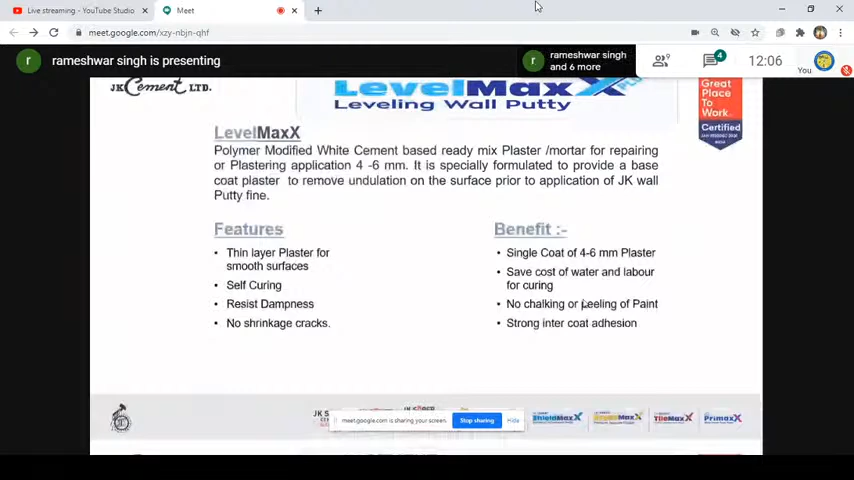 Live streaming - YouTube Studio
Meet
meet.google.com/xzy-nbjn-qhf
r
rameshwar singh is presenting
r
rameshwar singh
and 6 more
9
4
12:06
You
JKCement LTD.
LevelMaxX
Leveling Wall Putty
Great
Place
To
Work.
Certified
LevelMaxX
Polymer Modified White Cement based ready mix Plaster /mortar for repairing
or Plastering application 4 -6 mm. It is specially formulated to provide a base
coat plaster to remove undulation on the surface prior to application of JK wall
Putty fine.
Features
• Thin layer Plaster for
smooth surfaces
• Self Curing
• Resist Dampness
• No shrinkage cracks.
Benefit :-
• Single Coat of 4-6 mm Plaster
• Save cost of water and labour
for curing
• No chalking or peeling of Paint
• Strong inter coat adhesion
meet.google.com is sharing your screen.
Stop sharing
Hide
ShieldMaxX
TileMaxX
PrimaxX